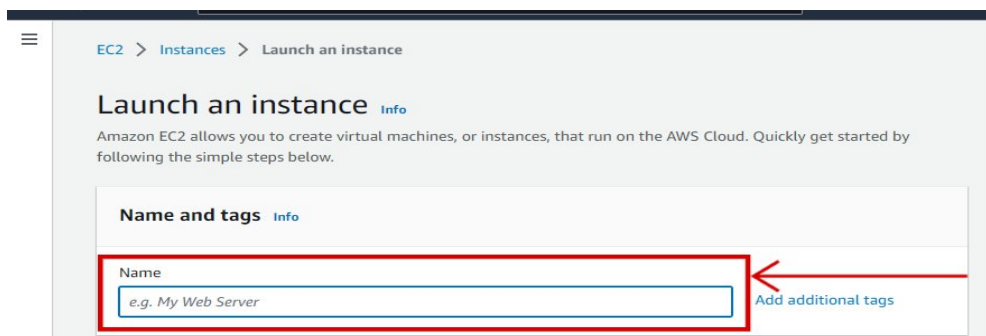 EC2 > Instances > Launch an instance
Launch an instance Info
Amazon EC2 allows you to create virtual machines, or instances, that run on the AWS Cloud. Quickly get started by
following the simple steps below.
Name and tags Info
Name
e.g. My Web Server
Add additional tags